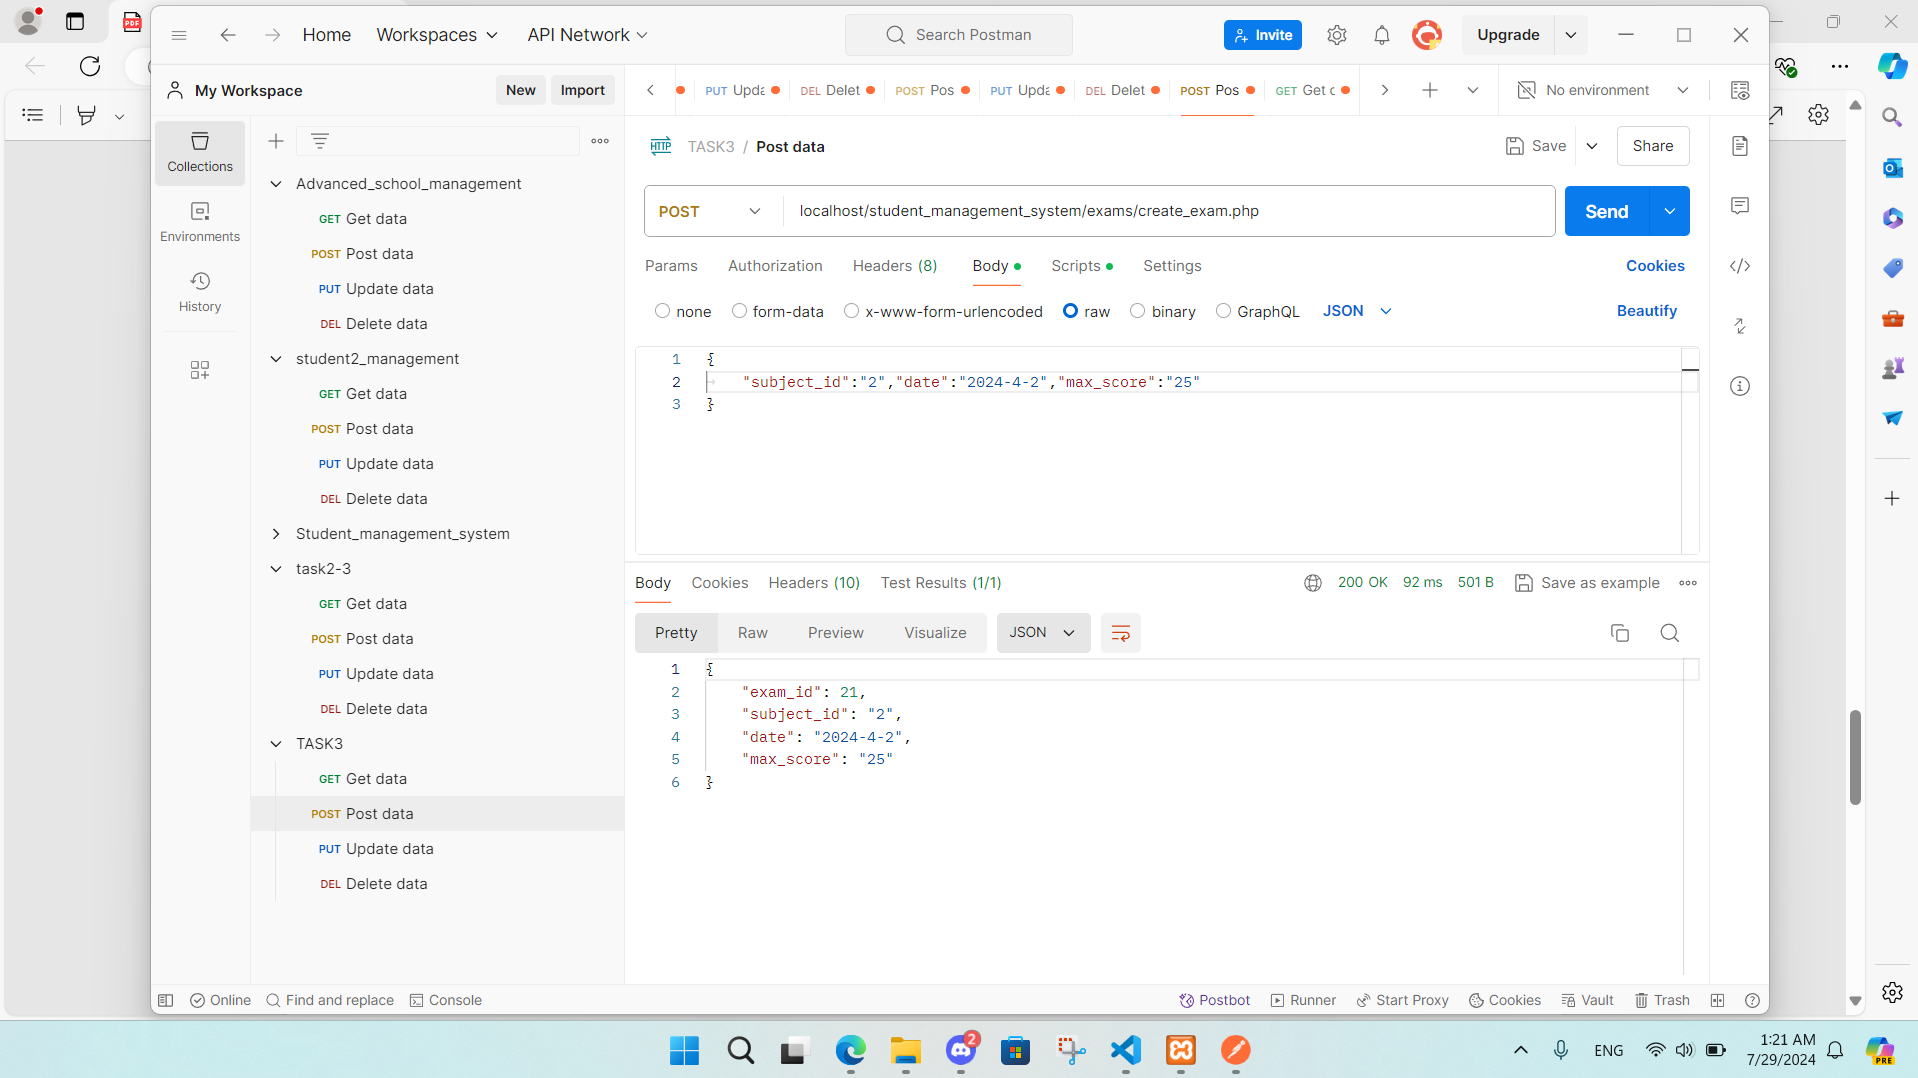 Home
Workspaces
API Network
Search Postman
Invite
Upgrade
My Workspace
New
Import
PUT Upda
DEL Delet
POST Pos
PUT Upda
DEL Delet
POST Pos
GET Get
No environment
Collections
Environments
History
Advanced_school_management
GET Get data
POST Post data
PUT Update data
DEL Delete data
student2_management
GET Get data
POST Post data
PUT Update data
DEL Delete data
Student_management_system
task2-3
GET Get data
POST Post data
PUT Update data
DEL Delete data
TASK3
GET Get data
POST Post data
PUT Update data
DEL Delete data
HTTP TASK3 / Post data
Save
Share
POST
localhost/student_management_system/exams/create_exam.php
Send
Params
Authorization
Headers (8)
Body
Scripts
Settings
Cookies
none
form-data
x-www-form-urlencoded
raw
binary
GraphQL
JSON
Beautify
1 {
2 "subject_id":"2","date":"2024-4-2","max_score":"25"
3 }
Body
Cookies
Headers (10)
Test Results (1/1)
200 OK
92 ms
501 B
Save as example
Pretty
Raw
Preview
Visualize
JSON
1 {
2 "exam_id": 21,
3 "subject_id": "2",
4 "date": "2024-4-2",
5 "max_score": "25"
6 }
Online
Find and replace
Console
Postbot
Runner
Start Proxy
Cookies
Vault
Trash
2
ENG
1:21 AM
7/29/2024
PRE
PDF